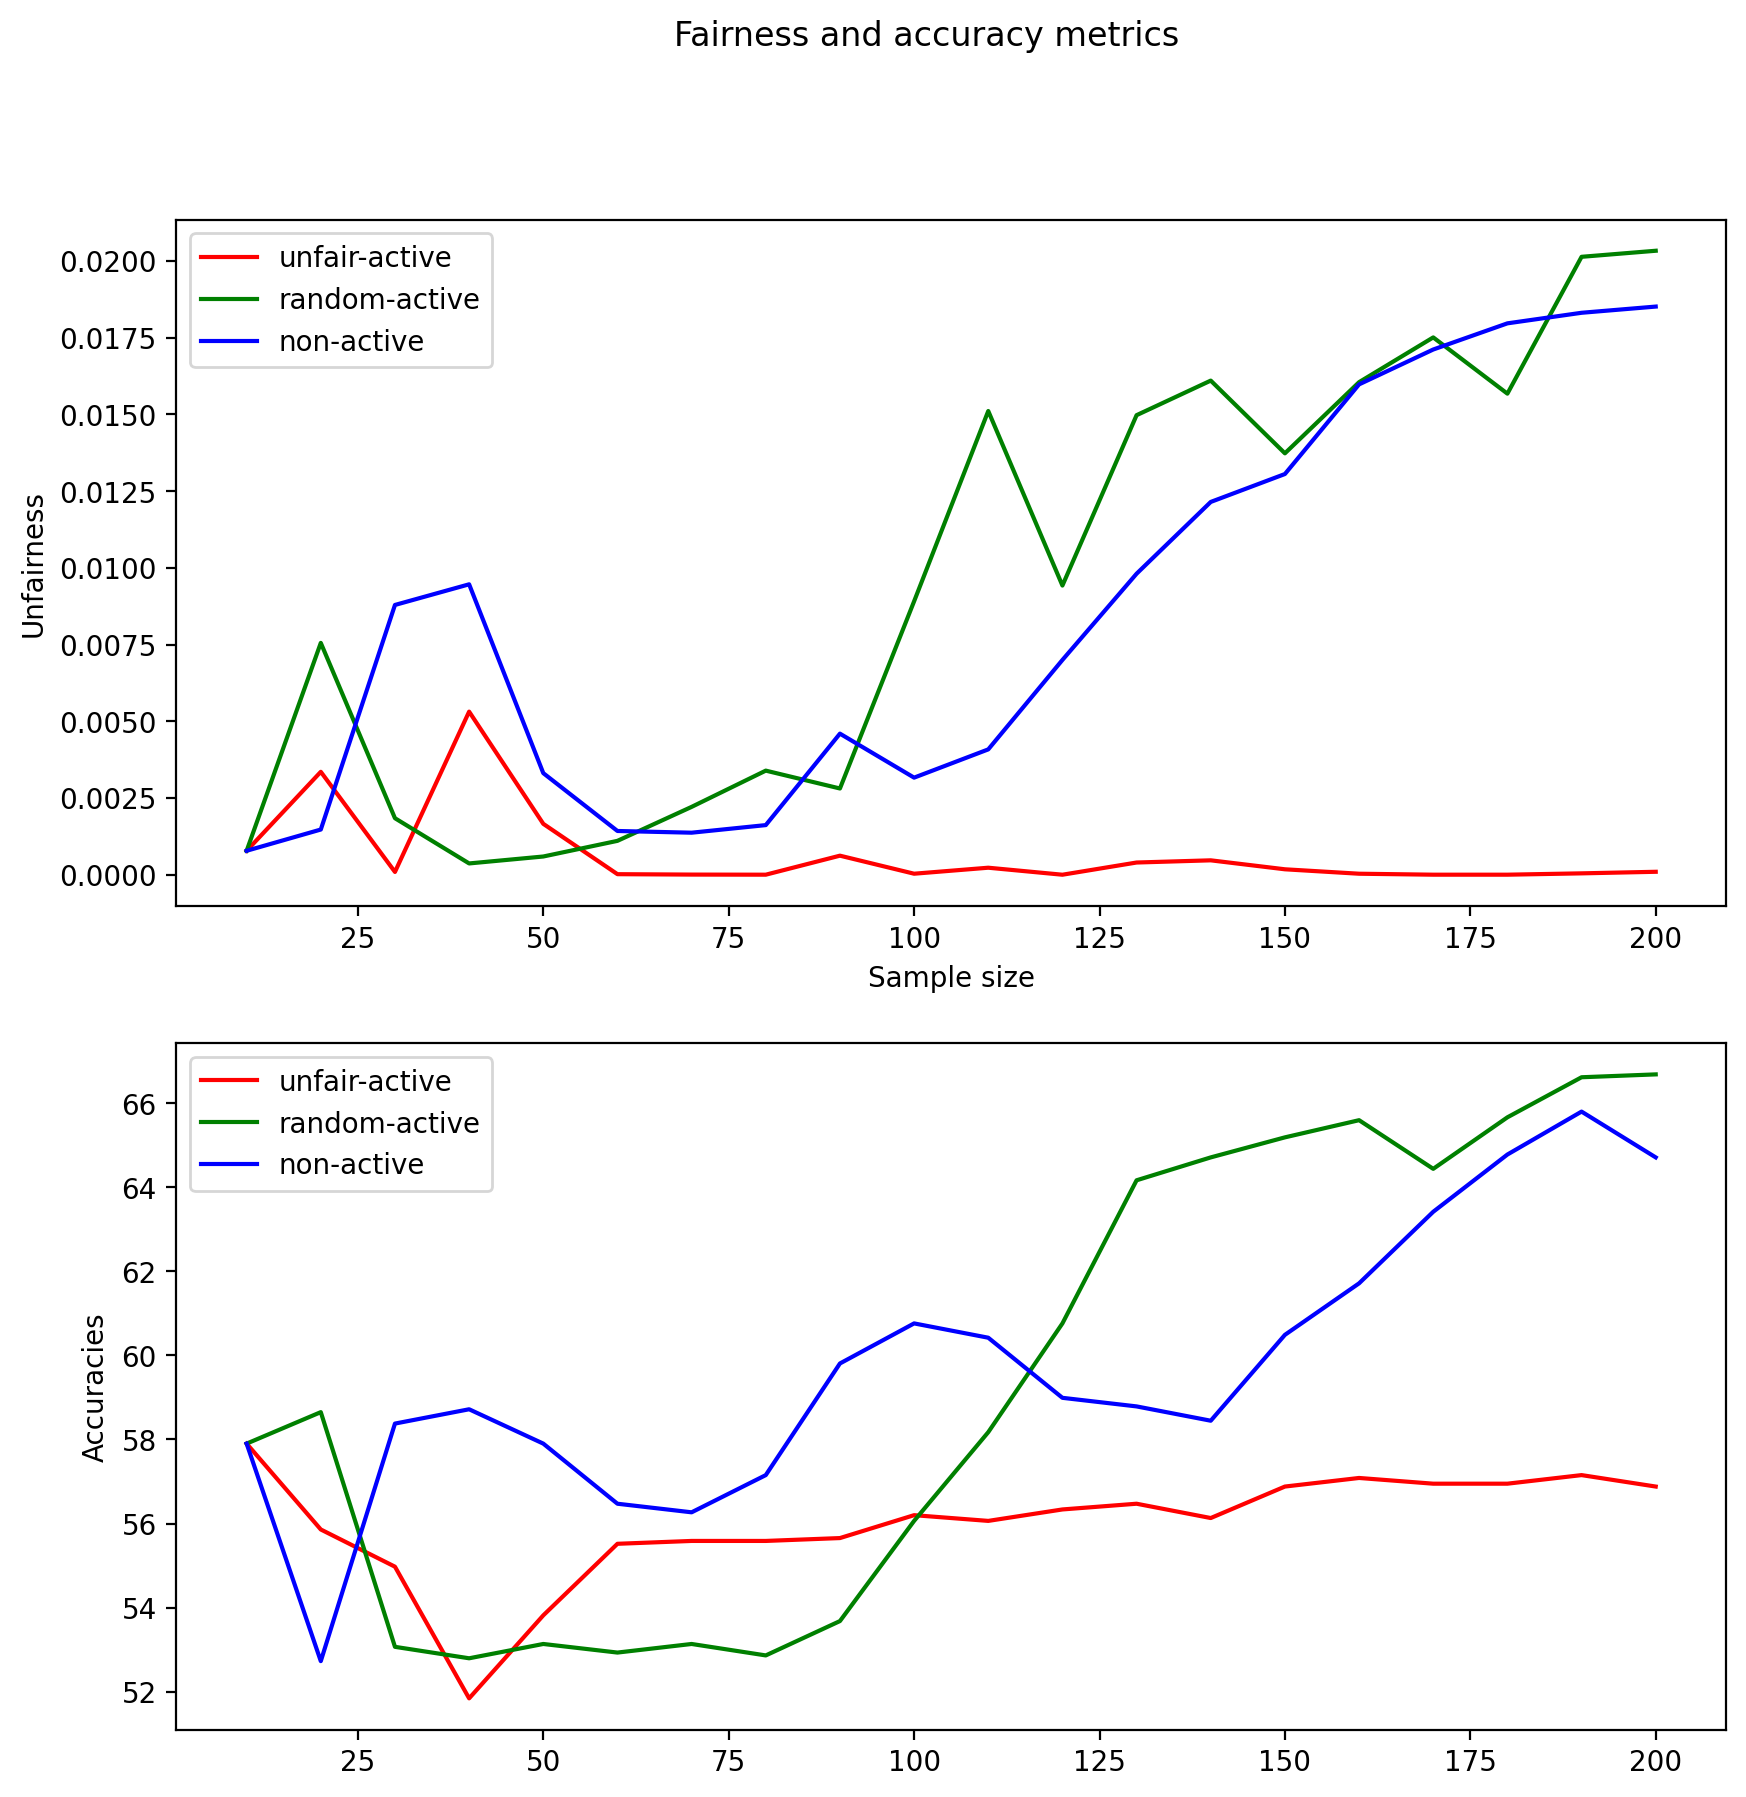 Fairness and accuracy metrics
unfair-active
random-active
non-active
0.0200
0.0175
0.0150
0.0125
0.0100
0.0075
0.0050
0.0025
0.0000
Unfairness
25 50 75 100 125 150 175 200
Sample size
unfair-active
random-active
non-active
66
64
62
60
58
56
54
52
Accuracies
25 50 75 100 125 150 175 200